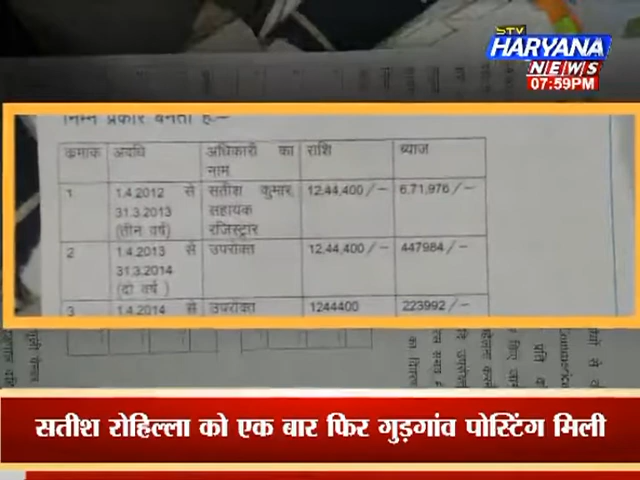 STV
HARYANA
NEWS
07:59PM
निम्न प्रकार बनता है:-
क्रमांक अवधि अधिकारी का नाम राशि ब्याज
1 1.4.2012 से 31.3.2013 (तीन वर्ष) सतीश कुमार, सहायक रजिस्ट्रार 12,44,400/- 6,71,976/-
2 1.4.2013 से 31.3.2014 (दो वर्ष ) उपरोक्त 12,44,400/- 447984/-
3 1.4.2014 से उपरोक्त 1244400 223992/-
सतीश रोहिल्ला को एक बार फिर गुड़गांव पोस्टिंग मिली